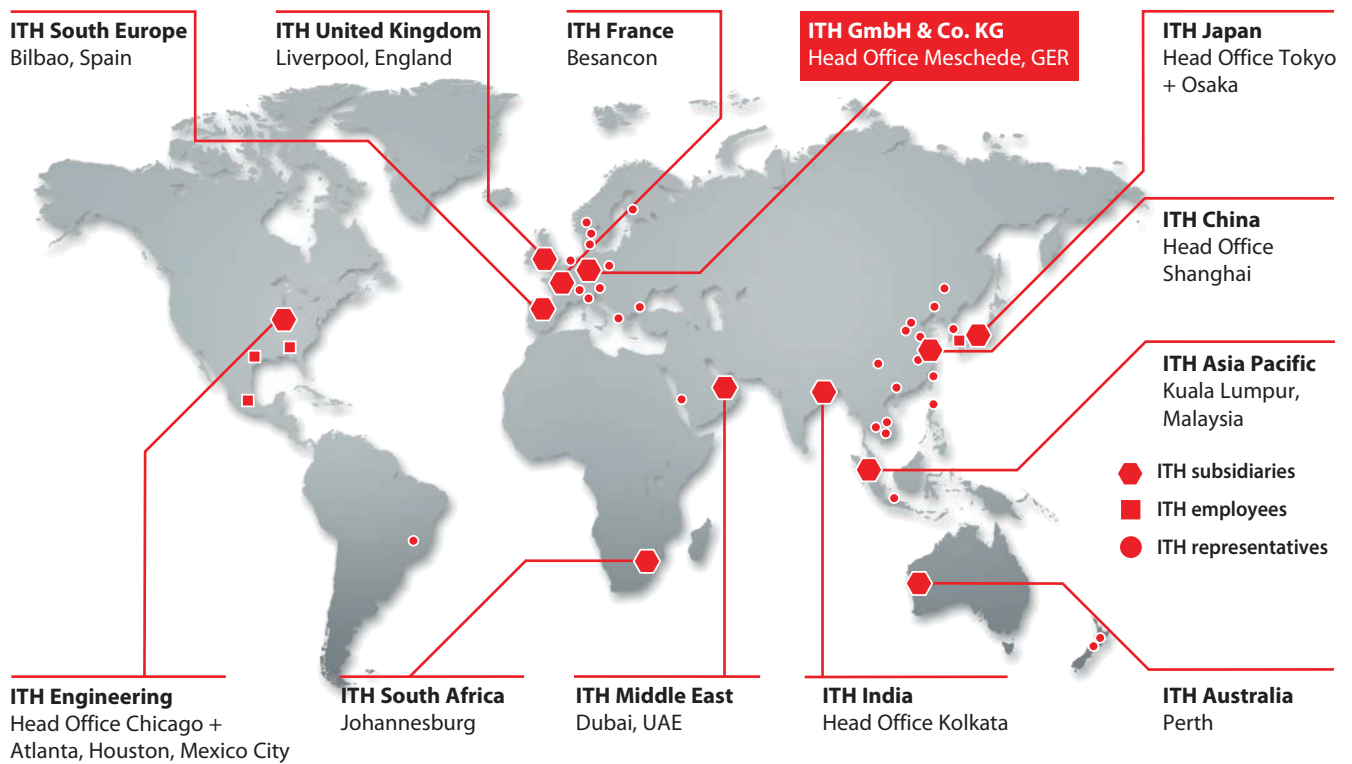 ITH South Europe
Bilbao, Spain
ITH United Kingdom
Liverpool, England
ITH France
Besancon
ITH GmbH & Co. KG
Head Office Meschede, GER
ITH Japan
Head Office Tokyo
+ Osaka
ITH China
Head Office
Shanghai
ITH Asia Pacific
Kuala Lumpur,
Malaysia
ITH subsidiaries
ITH employees
ITH representatives
ITH Engineering
Head Office Chicago +
Atlanta, Houston, Mexico City
ITH South Africa
Johannesburg
ITH Middle East
Dubai, UAE
ITH India
Head Office Kolkata
ITH Australia
Perth